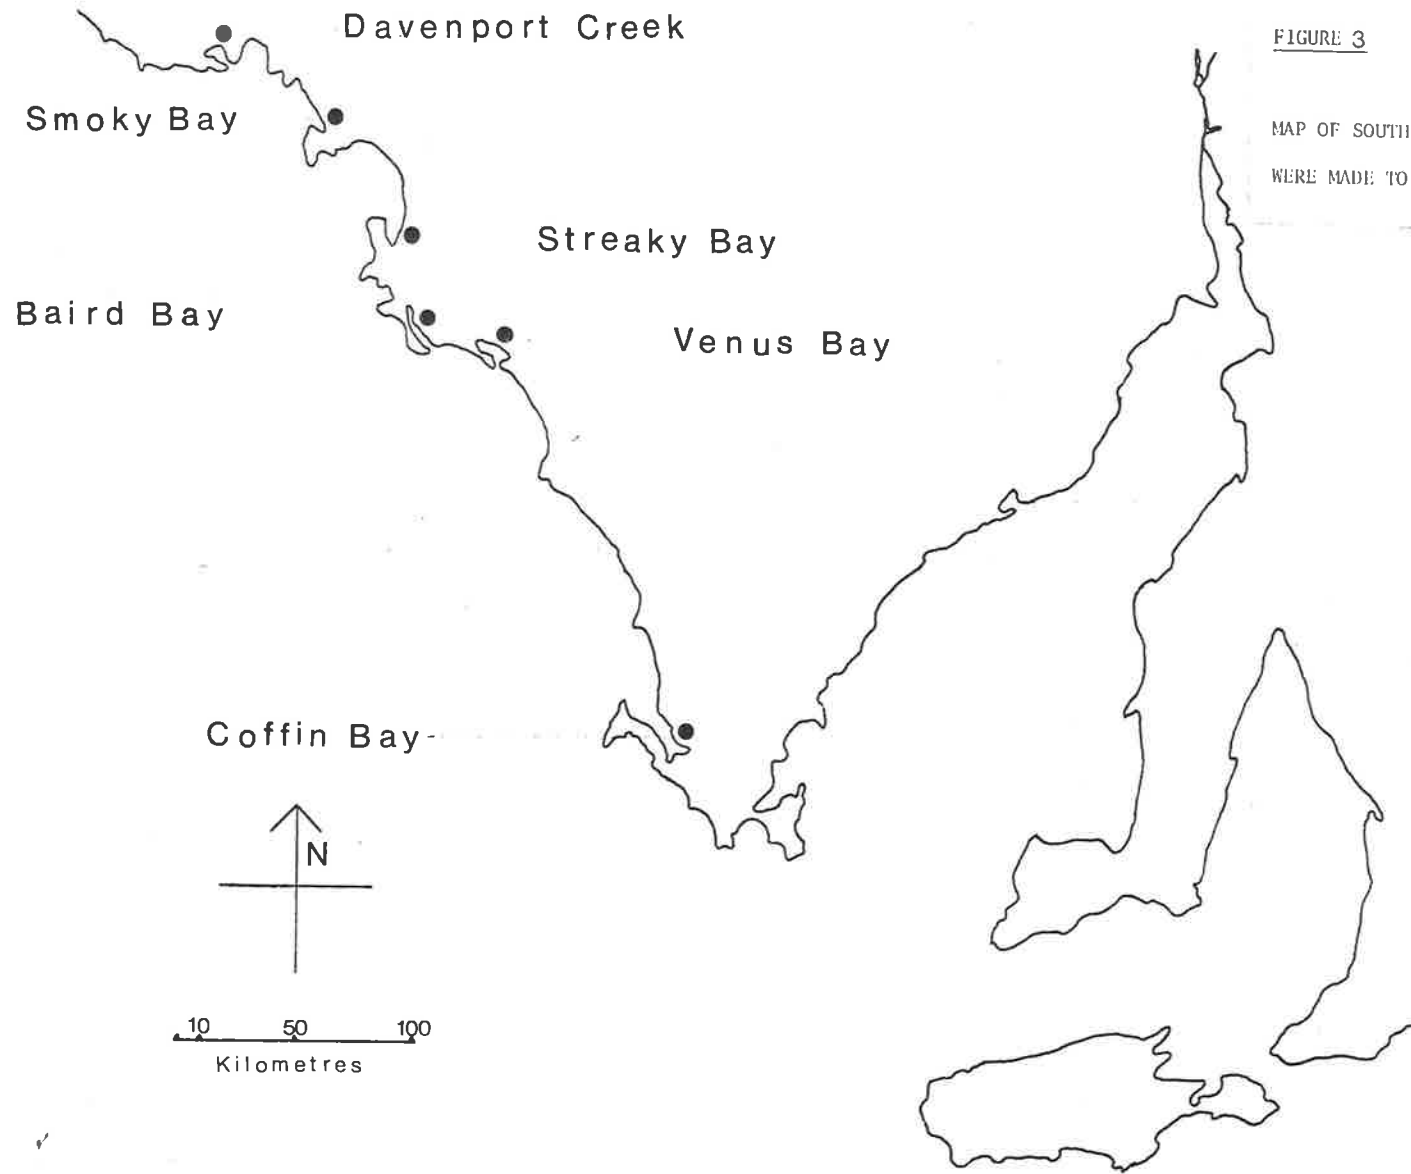 Davenport Creek
FIGURE 3
Smoky Bay
MAP OF SOUTH
WERE MADE TO
Streaky Bay
Baird Bay
Venus Bay
Coffin Bay
N
10 50 100
Kilometres